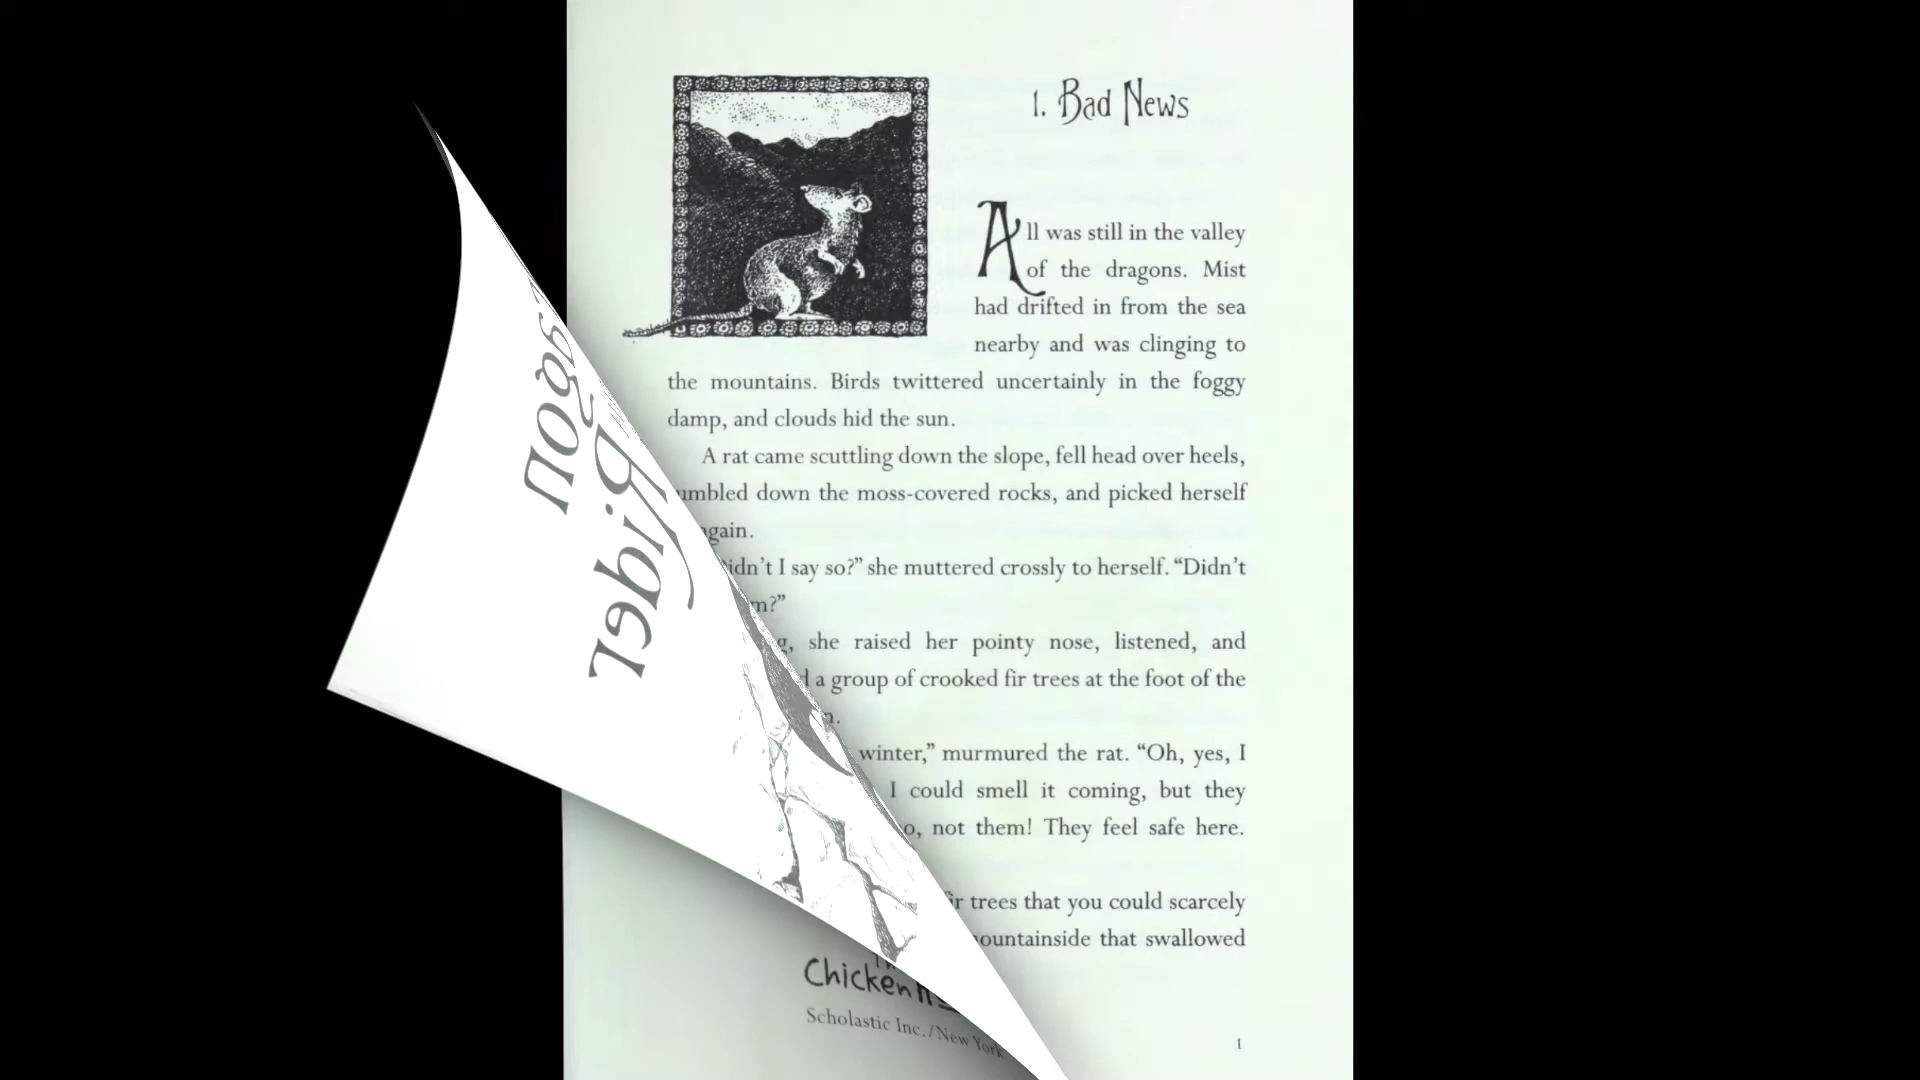 1. Bad News
All was still in the valley
of the dragons. Mist
had drifted in from the sea
nearby and was clinging to
the mountains. Birds twittered uncertainly in the foggy
damp, and clouds hid the sun.
A rat came scuttling down the slope, fell head over heels,
umbled down the moss-covered rocks, and picked herself
gain.
idn't I say so?” she muttered crossly to herself. “Didn't
m?”
g, she raised her pointy nose, listened, and
a group of crooked fir trees at the foot of the
n.
winter,” murmured the rat. “Oh, yes, I
I could smell it coming, but they
o, not them! They feel safe here.
ir trees that you could scarcely
ountainside that swallowed
Chicken
Scholastic Inc./New York
1